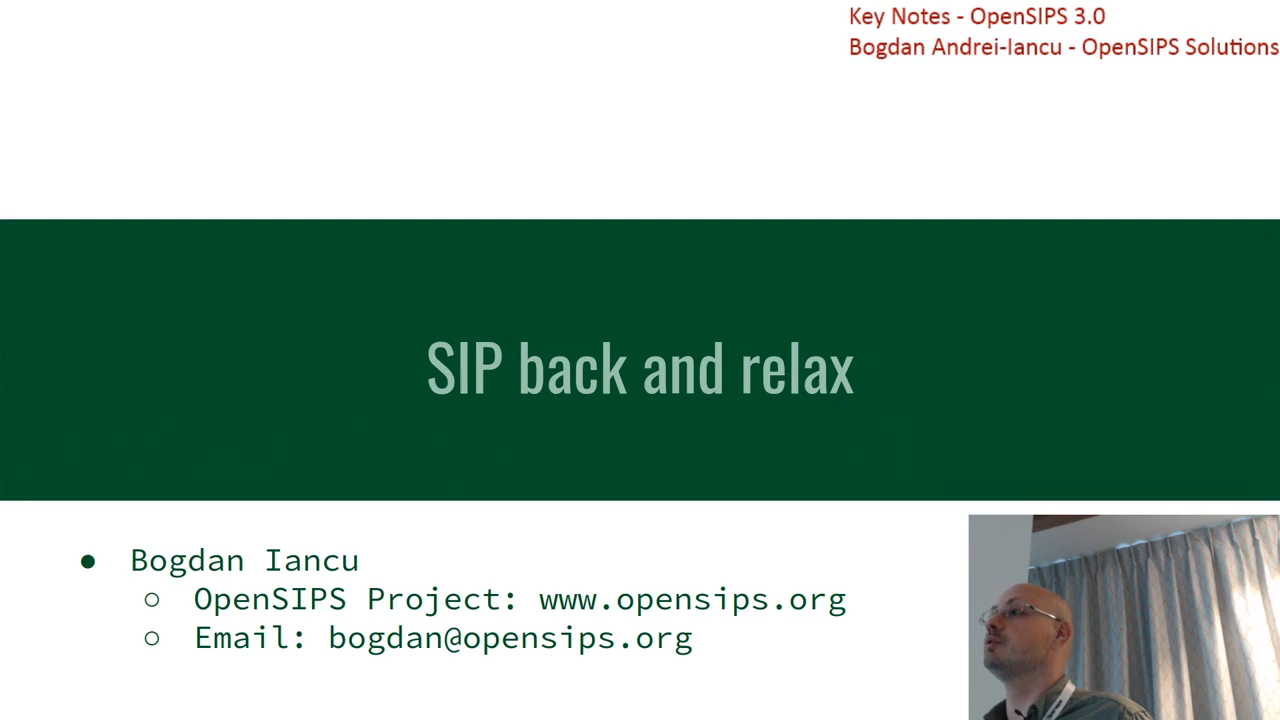 Key Notes - OpenSIPS 3.0
Bogdan Andrei-Iancu - OpenSIPS Solutions
SIP back and relax
● Bogdan Iancu
○ OpenSIPS Project: www.opensips.org
○ Email: bogdan@opensips.org